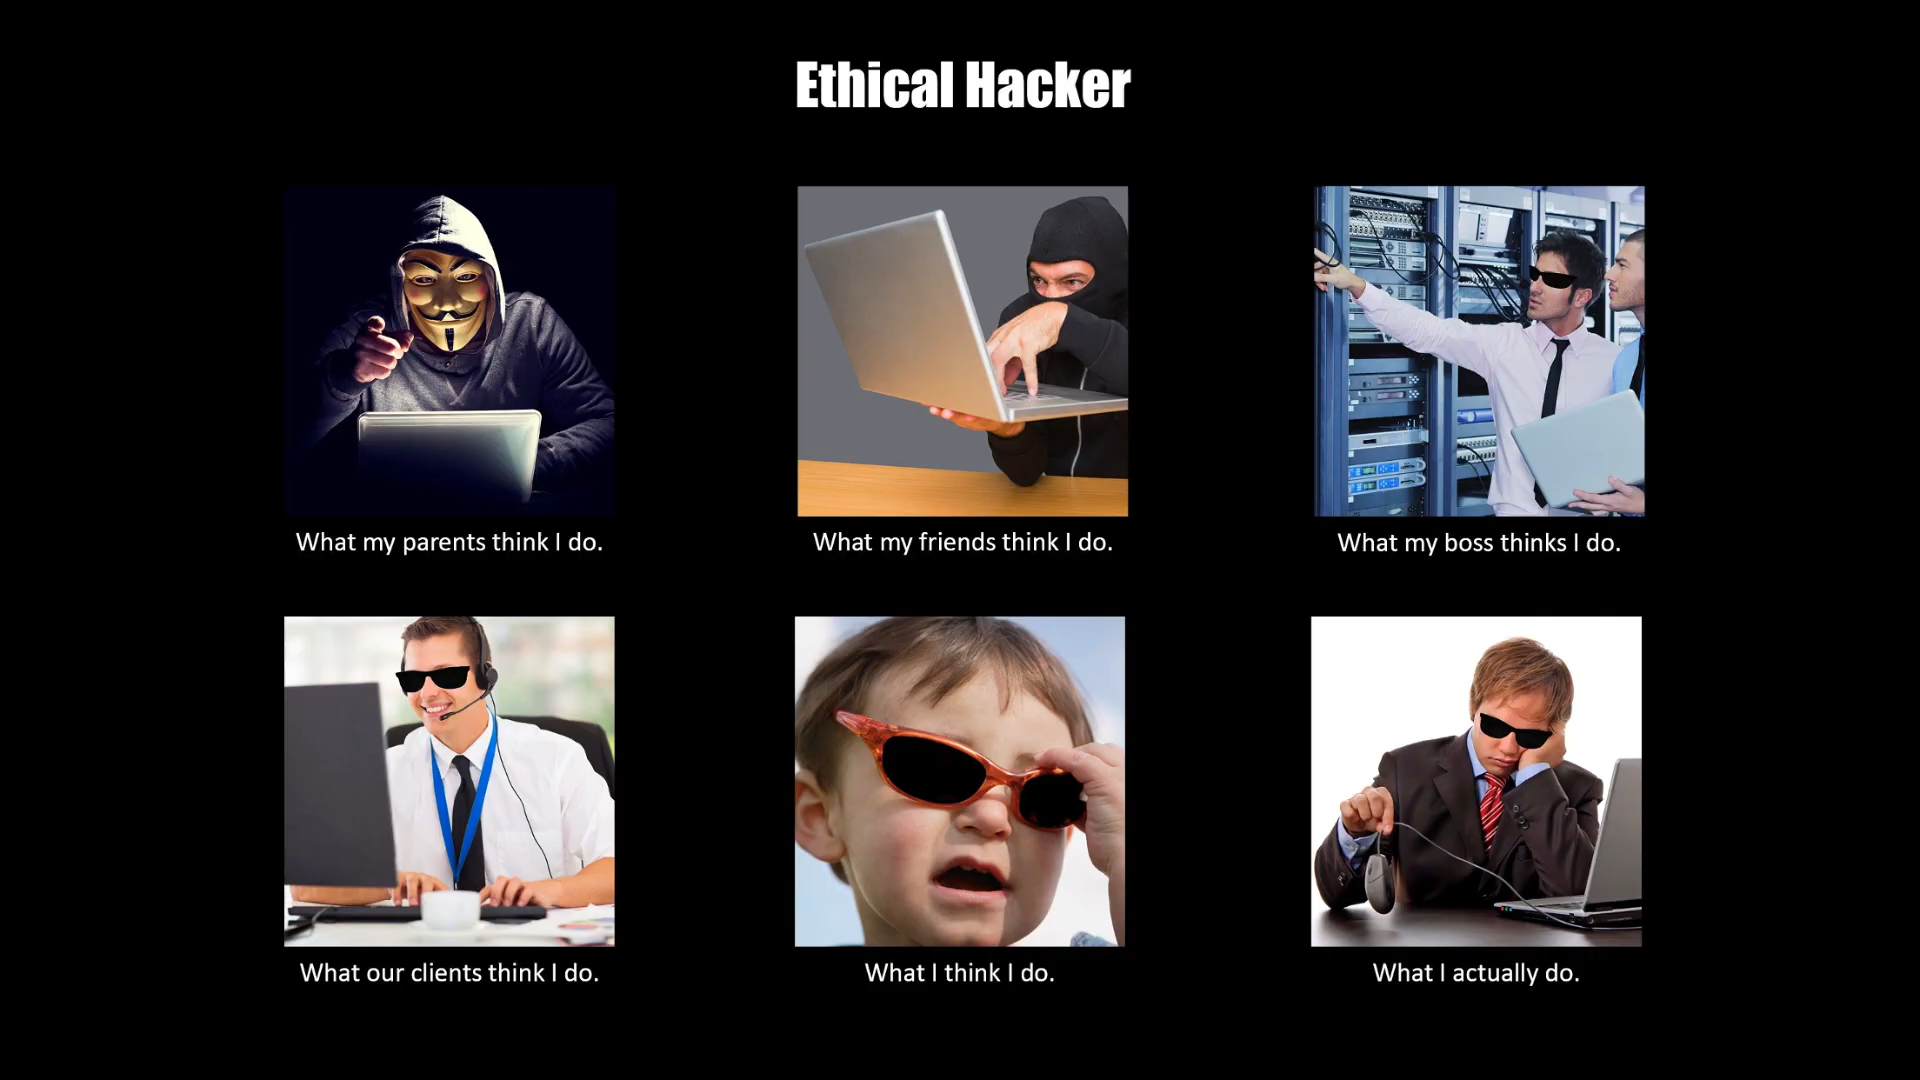 Ethical Hacker
What my parents think I do.
What my friends think I do.
What my boss thinks I do.
What our clients think I do.
What I think I do.
What I actually do.